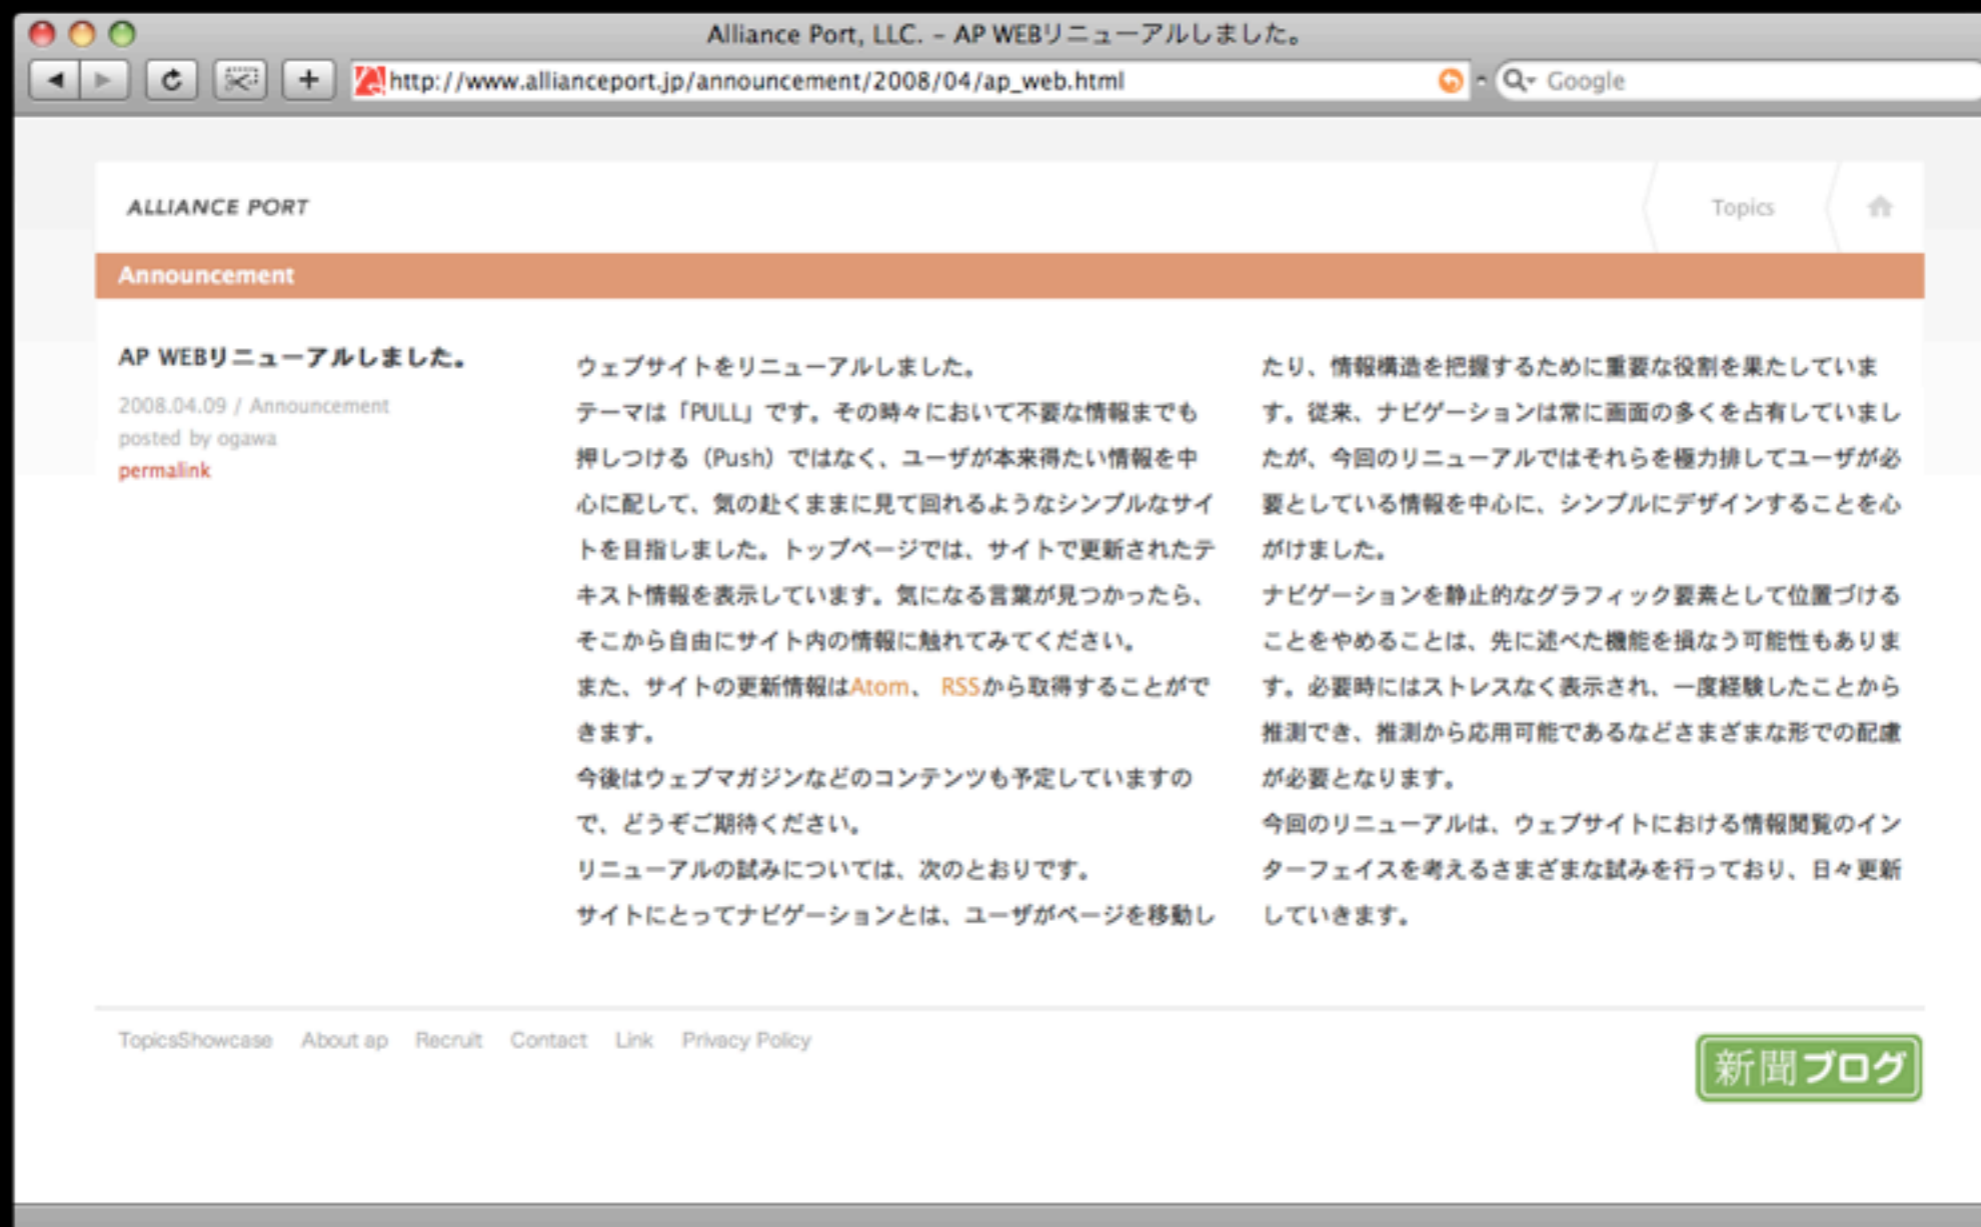 Alliance Port, LLC. – AP WEBリニューアルしました。
http://www.allianceport.jp/announcement/2008/04/ap_web.html
Google
ALLIANCE PORT
Topics
Announcement
AP WEBリニューアルしました。
2008.04.09 / Announcement
posted by ogawa
permalink
ウェブサイトをリニューアルしました。
テーマは「PULL」です。その時々において不要な情報までも
押しつける（Push）ではなく、ユーザが本来得たい情報を中
心に配して、気の赴くままに見て回れるようなシンプルなサイ
トを目指しました。トップページでは、サイトで更新されたテ
キスト情報を表示しています。気になる言葉が見つかったら、
そこから自由にサイト内の情報に触れてみてください。
また、サイトの更新情報はAtom、 RSSから取得することがで
きます。
今後はウェブマガジンなどのコンテンツも予定していますの
で、どうぞご期待ください。
リニューアルの試みについては、次のとおりです。
サイトにとってナビゲーションとは、ユーザがページを移動し
たり、情報構造を把握するために重要な役割を果たしていま
す。従来、ナビゲーションは常に画面の多くを占有していまし
たが、今回のリニューアルではそれらを極力排してユーザが必
要としている情報を中心に、シンプルにデザインすることを心
がけました。
ナビゲーションを静止的なグラフィック要素として位置づける
ことをやめることは、先に述べた機能を損なう可能性もありま
す。必要時にはストレスなく表示され、一度経験したことから
推測でき、推測から応用可能であるなどさまざまな形での配慮
が必要となります。
今回のリニューアルは、ウェブサイトにおける情報閲覧のイン
ターフェイスを考えるさまざまな試みを行っており、日々更新
していきます。
TopicsShowcase About ap Recruit Contact Link Privacy Policy
新聞ブログ